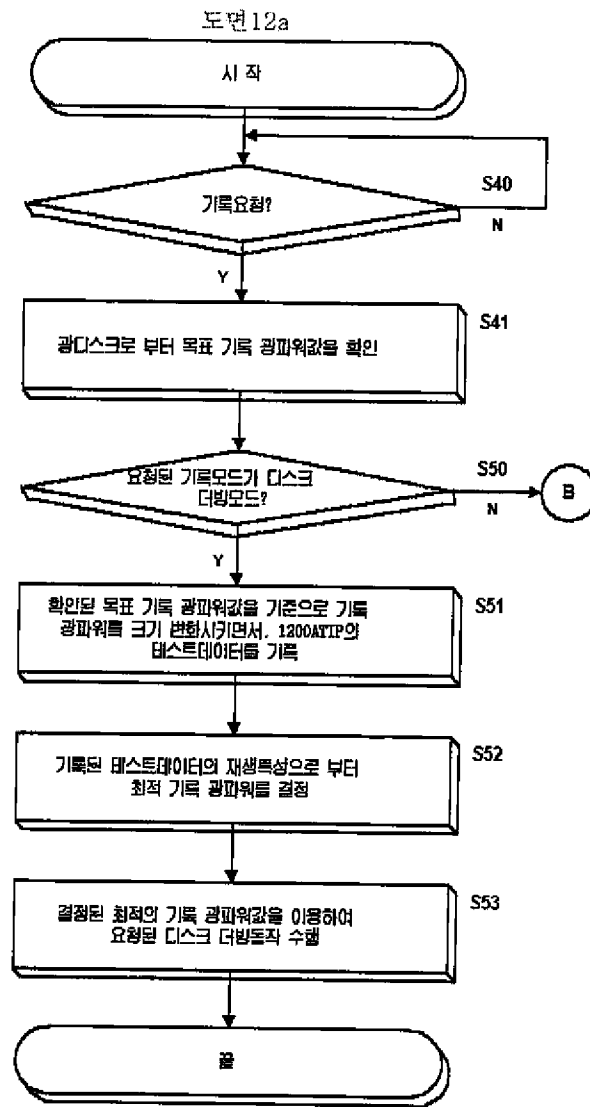 도면12a
시 작
기록요청?
S40
N
Y
S41
광디스크로 부터 목표 기록 광파워값을 확인
요청된 기록모드가 디스크
더빙모드?
S50
N
B
Y
S51
확인된 목표 기록 광파워값을 기준으로 기록
광파워를 크기 변화시키면서, 1200ATIP의
테스트데이터를 기록
S52
기록된 테스트데이터의 재생특성으로 부터
최적 기록 광파워를 결정
S53
결정된 최적의 기록 광파워값을 이용하여
요청된 디스크 더빙동작 수행
끝